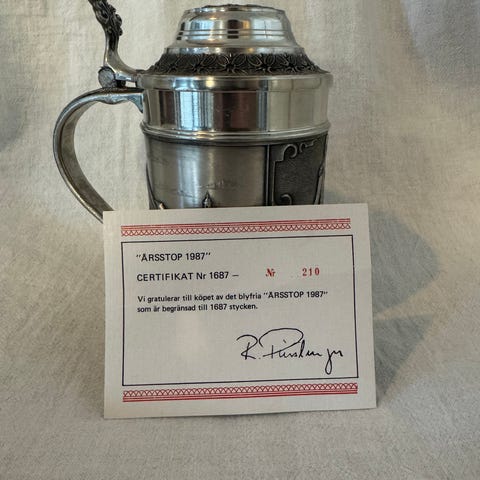 "ÅRSSTOP 1987"
CERTIFIKAT Nr 1687 – Nr 210
Vi gratulerar till köpet av det blyfria "ÅRSSTOP 1987"
som är begränsad till 1687 stycken.